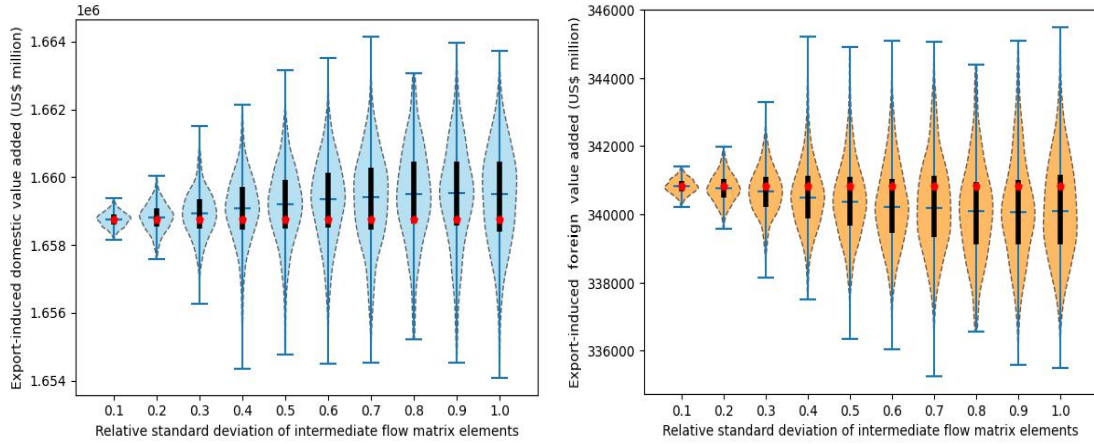 1e6
Export-induced domestic value added (US$ million)
1.664
1.662
1.660
1.658
1.656
1.654
0.1 0.2 0.3 0.4 0.5 0.6 0.7 0.8 0.9 1.0
Relative standard deviation of intermediate flow matrix elements
Export-induced foreign value added (US$ million)
346000
344000
342000
340000
338000
336000
0.1 0.2 0.3 0.4 0.5 0.6 0.7 0.8 0.9 1.0
Relative standard deviation of intermediate flow matrix elements